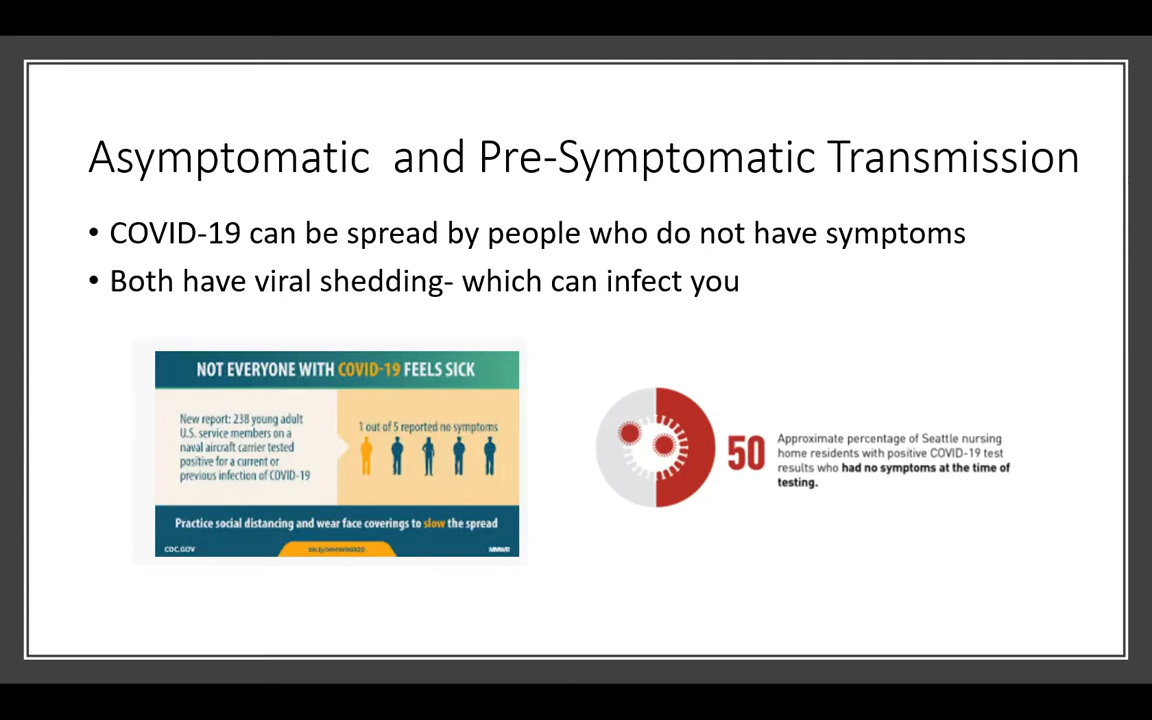 Asymptomatic and Pre-Symptomatic Transmission
• COVID-19 can be spread by people who do not have symptoms
• Both have viral shedding- which can infect you
NOT EVERYONE WITH COVID-19 FEELS SICK
New report: 238 young adult
U.S. service members on a
naval aircraft carrier tested
positive for a current or
previous infection of COVID-19
1 out of 5 reported no symptoms
Practice social distancing and wear face coverings to slow the spread
CDC.GOV
MMWR
50
Approximate percentage of Seattle nursing
home residents with positive COVID-19 test
results who had no symptoms at the time of
testing.